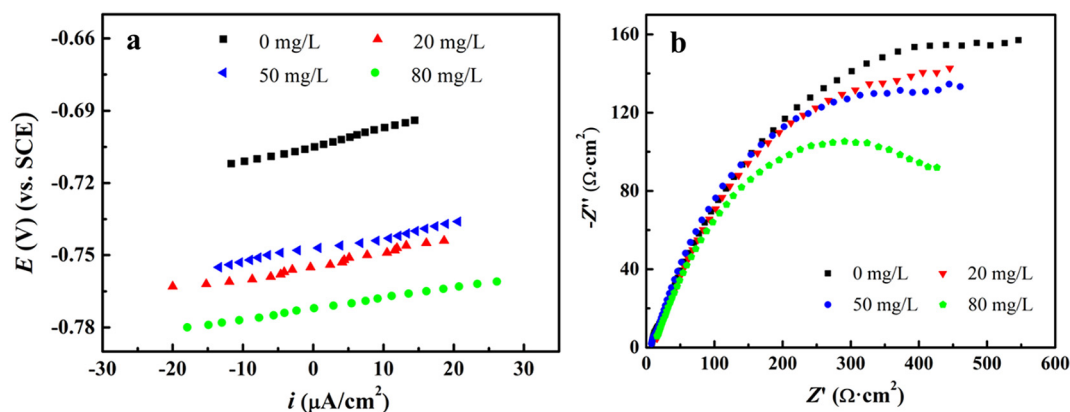 a
0 mg/L
20 mg/L
50 mg/L
80 mg/L
-0.66
-0.69
-0.72
-0.75
-0.78
E (V) (vs. SCE)
-30
-20
-10
0
10
20
30
i (μA/cm²)
b
160
120
80
40
0
-Z'' (Ω·cm²)
0 mg/L
20 mg/L
50 mg/L
80 mg/L
0
100
200
300
400
500
600
Z' (Ω·cm²)